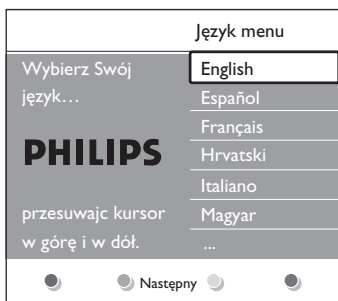 Język menu
Wybierz Swój
język…
PHILIPS
przesuwajc kursor
w górę i w dół.
English
Español
Français
Hrvatski
Italiano
Magyar
...
Następny